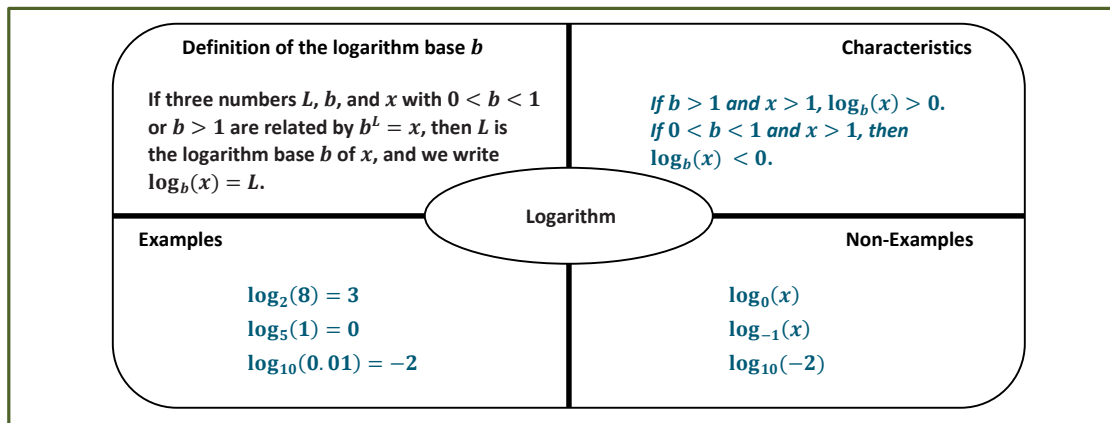 Definition of the logarithm base b
If three numbers L, b, and x with 0 < b < 1
or b > 1 are related by b^L = x, then L is
the logarithm base b of x, and we write
log_b(x) = L.
Characteristics
If b > 1 and x > 1, log_b(x) > 0.
If 0 < b < 1 and x > 1, then
log_b(x) < 0.
Logarithm
Examples
log_2(8) = 3
log_5(1) = 0
log_10(0.01) = −2
Non-Examples
log_0(x)
log_−1(x)
log_10(−2)